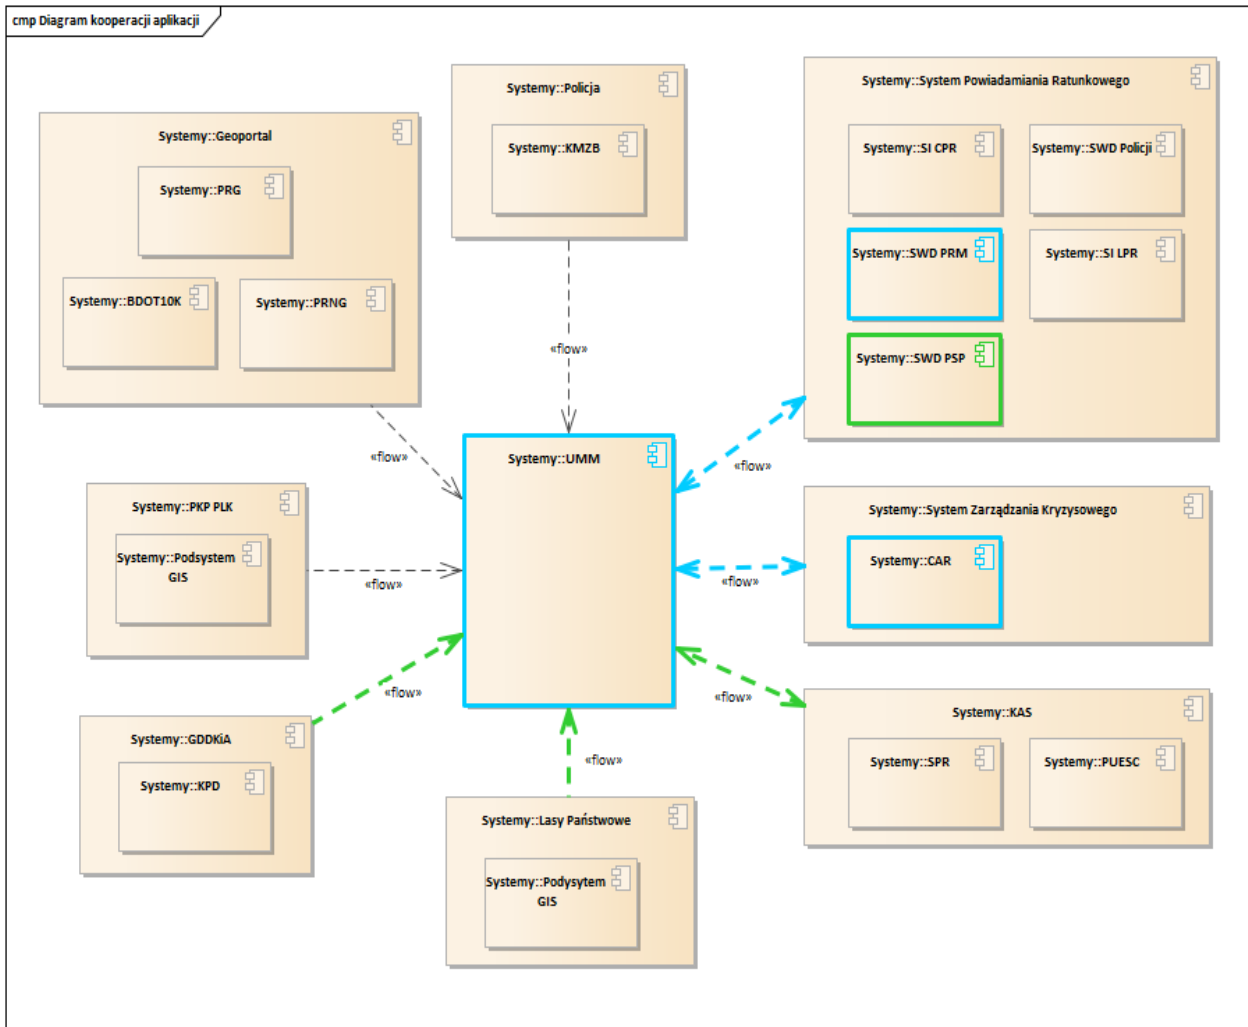 cmp Diagram kooperacji aplikacji
Systemy::Geoportal
Systemy::PRG
Systemy::BDOT10K
Systemy::PRNG
Systemy::Policja
Systemy::KMZB
Systemy::System Powiadamiania Ratunkowego
Systemy::SI CPR
Systemy::SWD Policji
Systemy::SWD PRM
Systemy::SI LPR
Systemy::SWD PSP
«flow»
«flow»
«flow»
Systemy::UMM
Systemy::PKP PLK
Systemy::Podsystem
GIS
«flow»
«flow»
Systemy::System Zarządzania Kryzysowego
Systemy::CAR
«flow»
«flow»
Systemy::GDDKiA
Systemy::KPD
«flow»
Systemy::Lasy Państwowe
Systemy::Podysytem
GIS
Systemy::KAS
Systemy::SPR
Systemy::PUESC